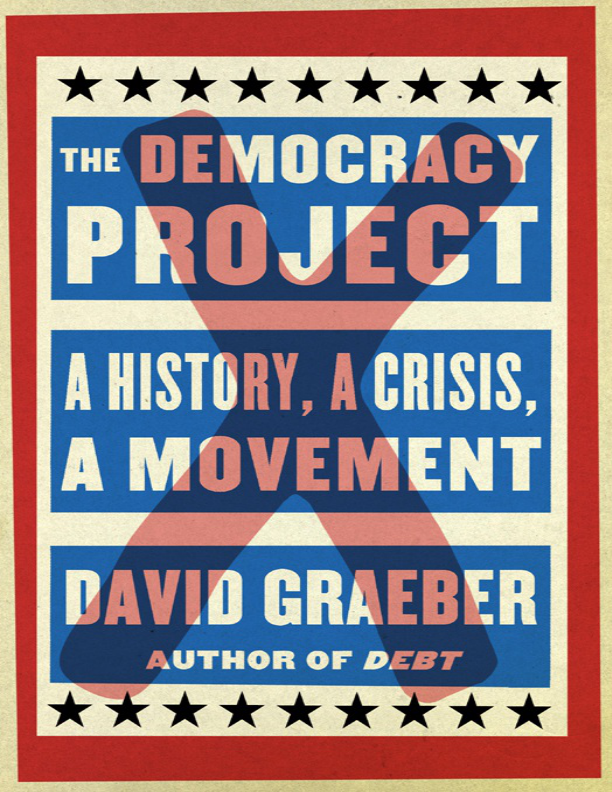 THE DEMOCRACY
PROJECT
A HISTORY, A CRISIS,
A MOVEMENT
DAVID GRAEBER
AUTHOR OF DEBT